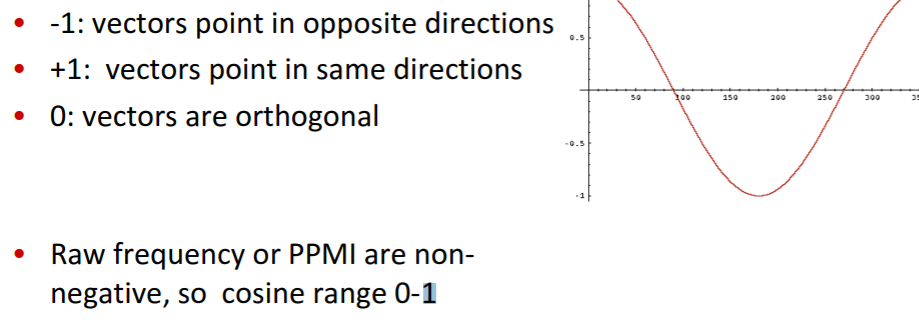 • -1: vectors point in opposite directions
• +1: vectors point in same directions
• 0: vectors are orthogonal
• Raw frequency or PPMI are non-
negative, so cosine range 0-1
0.5
50 100 150 200 250 300
-0.5
-1